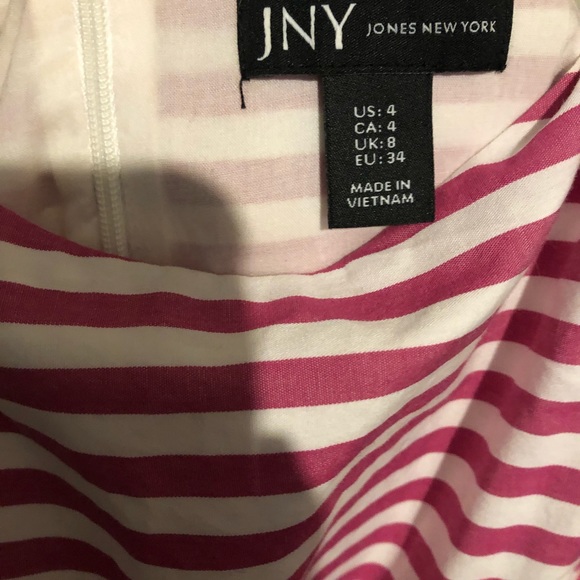 JNY JONES NEW YORK
US: 4
CA: 4
UK: 8
EU: 34
MADE IN
VIETNAM